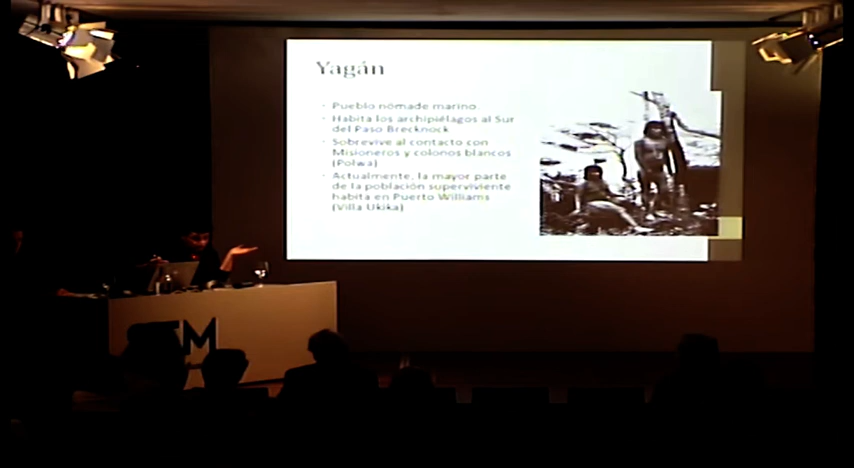 Yagán
· Pueblo nómade marino.
· Habita los archipiélagos al Sur
del Paso Brecknock
· Sobrevive al contacto con
Misioneros y colonos blancos
(Polwa)
· Actualmente, la mayor parte
de la población superviviente
habita en Puerto Williams
(Villa Ukika)